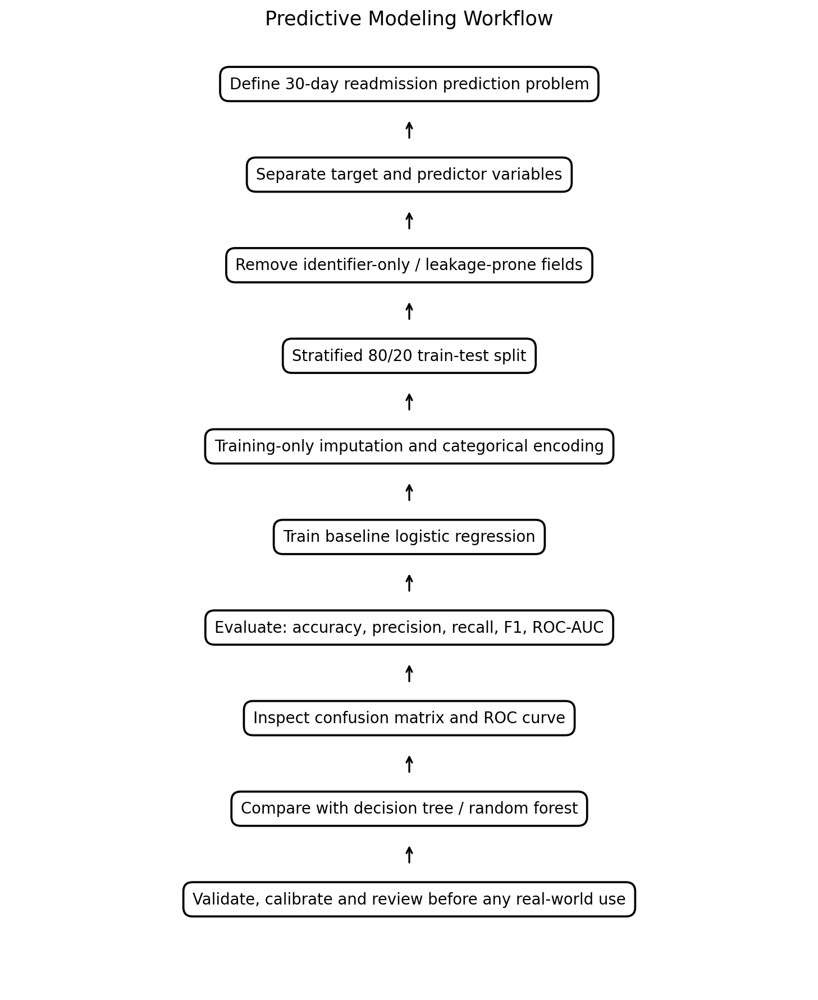 Predictive Modeling Workflow
Define 30-day readmission prediction problem
Separate target and predictor variables
Remove identifier-only / leakage-prone fields
Stratified 80/20 train-test split
Training-only imputation and categorical encoding
Train baseline logistic regression
Evaluate: accuracy, precision, recall, F1, ROC-AUC
Inspect confusion matrix and ROC curve
Compare with decision tree / random forest
Validate, calibrate and review before any real-world use